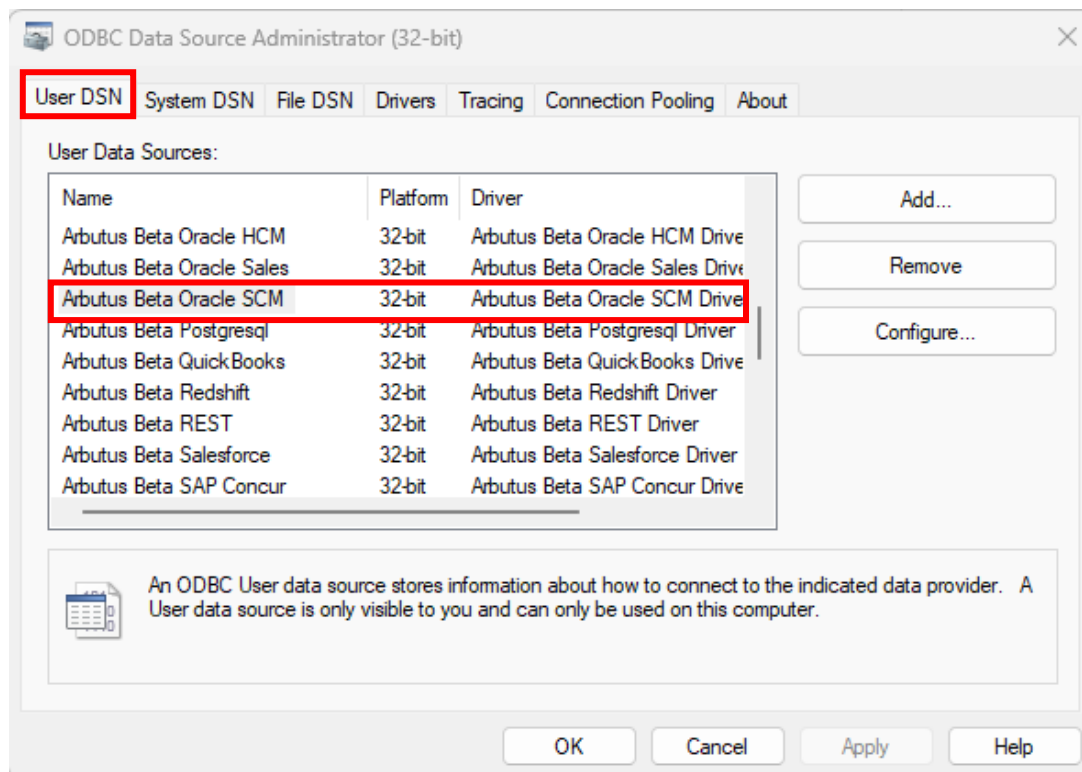 ODBC Data Source Administrator (32-bit)
User DSN System DSN File DSN Drivers Tracing Connection Pooling About
User Data Sources:
Name Platform Driver
Arbutus Beta Oracle HCM 32-bit Arbutus Beta Oracle HCM Drive
Arbutus Beta Oracle Sales 32-bit Arbutus Beta Oracle Sales Drive
Arbutus Beta Oracle SCM 32-bit Arbutus Beta Oracle SCM Drive
Arbutus Beta Postgresql 32-bit Arbutus Beta Postgresql Driver
Arbutus Beta QuickBooks 32-bit Arbutus Beta QuickBooks Drive
Arbutus Beta Redshift 32-bit Arbutus Beta Redshift Driver
Arbutus Beta REST 32-bit Arbutus Beta REST Driver
Arbutus Beta Salesforce 32-bit Arbutus Beta Salesforce Driver
Arbutus Beta SAP Concur 32-bit Arbutus Beta SAP Concur Drive
Add...
Remove
Configure...
An ODBC User data source stores information about how to connect to the indicated data provider. A
User data source is only visible to you and can only be used on this computer.
OK Cancel Apply Help